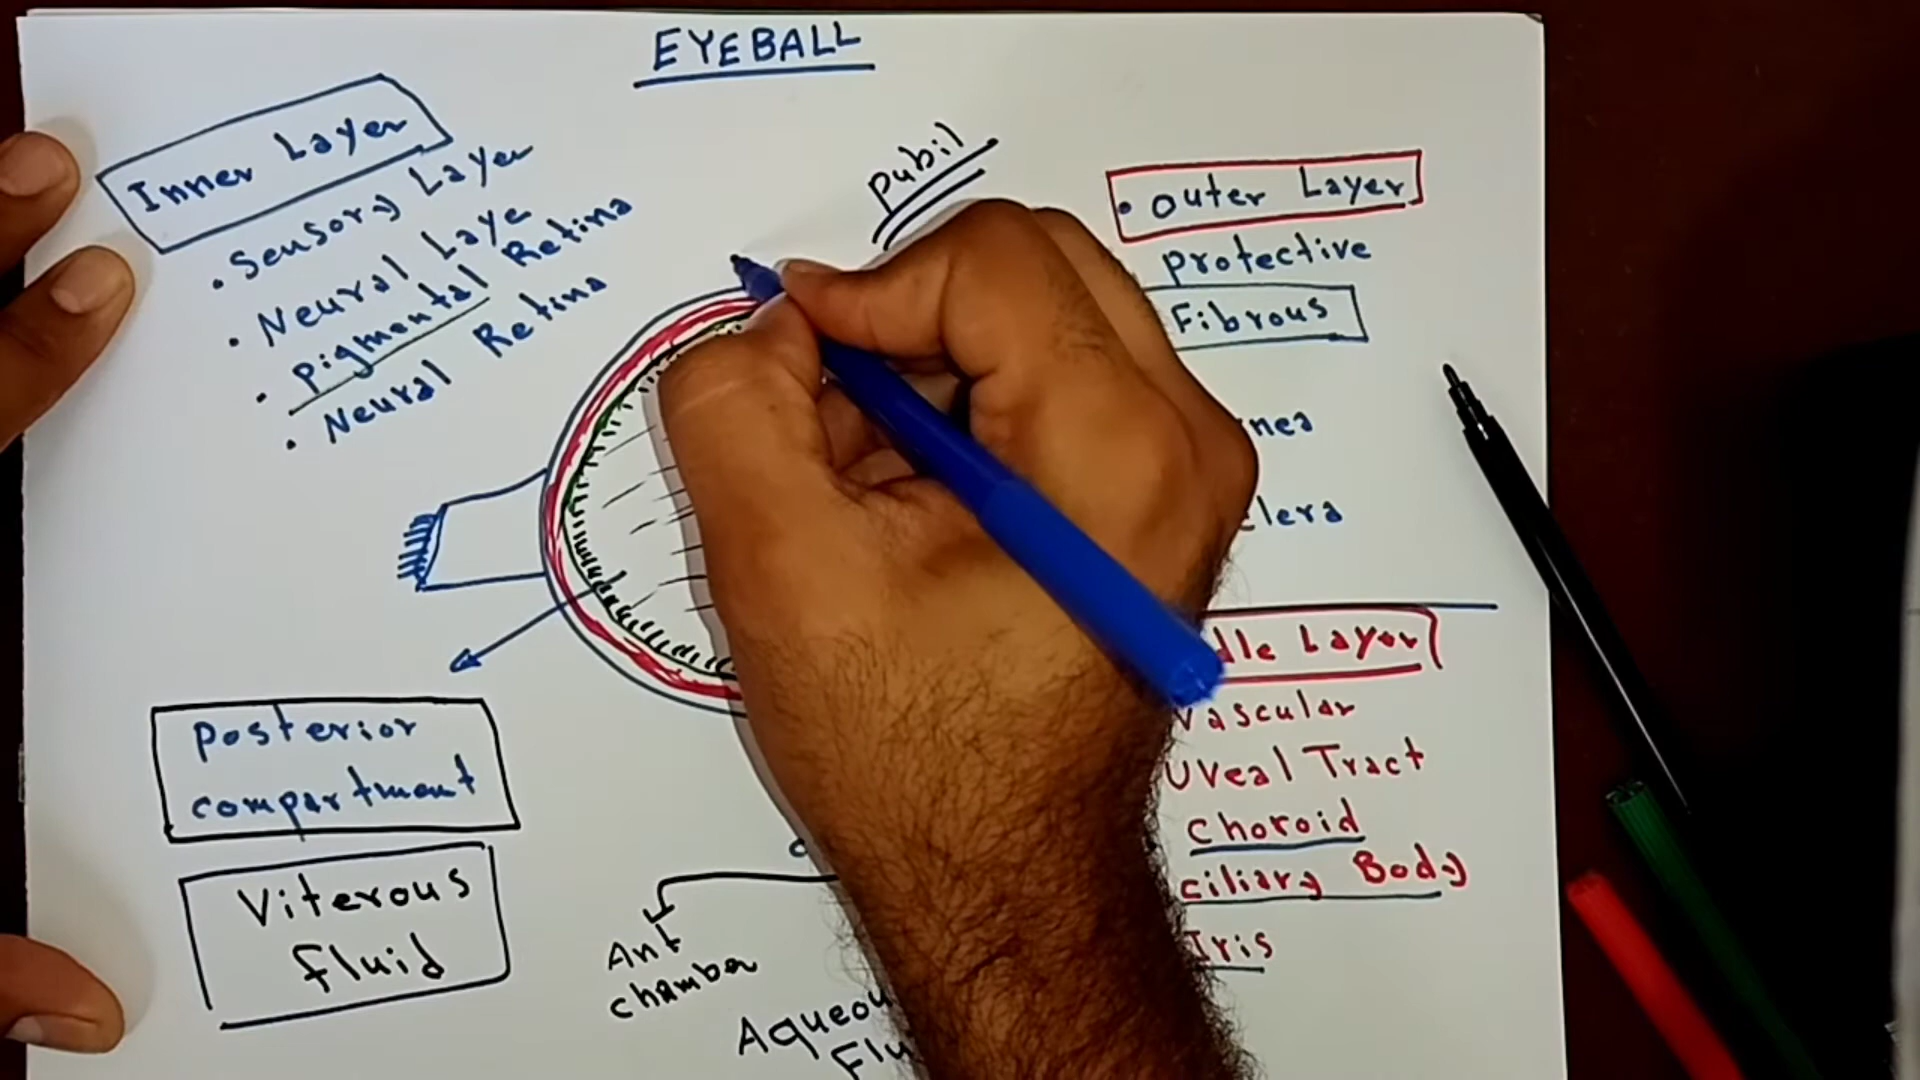 EYEBALL
Inner Layer
• Sensory Layer
• Neural Laye
• Pigmental Retina
• Neural Retina
Pubil
• Outer Layer
Protective
Fibrous
Layer
Vascular
Uveal Tract
Choroid
Ciliary Body
Iris
Posterior
compartment
Viterous
fluid
Ant
chamber